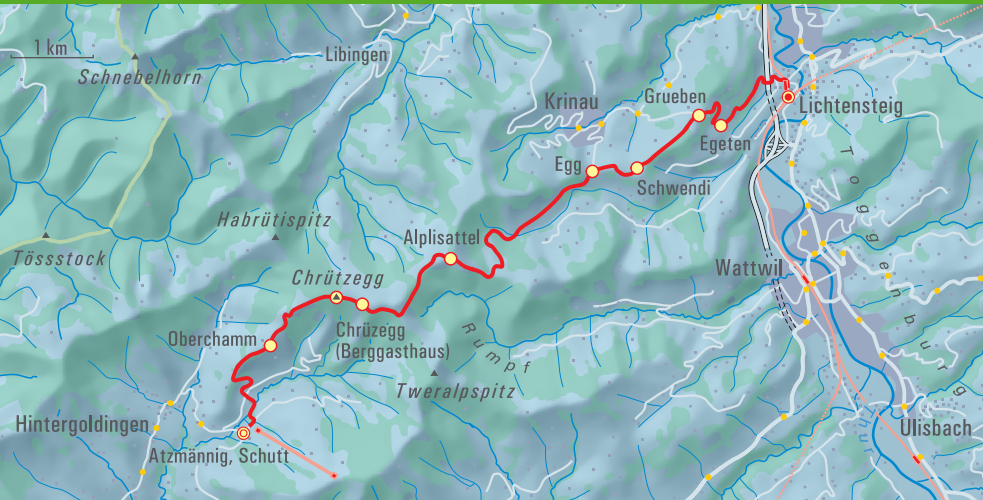 1 km
Schnebelhorn
Libingen
Krinau
Grueben
Lichtensteig
Egeten
Egg
Schwendi
Toggenburg
Habrütispitz
Tössstock
Alplisattel
Wattwil
Chrützegg
Oberchamm
Chrüzegg
(Berggasthaus)
Rumpf
Tweralpspitz
Hintergoldingen
Atzmännig, Schutt
Ulisbach